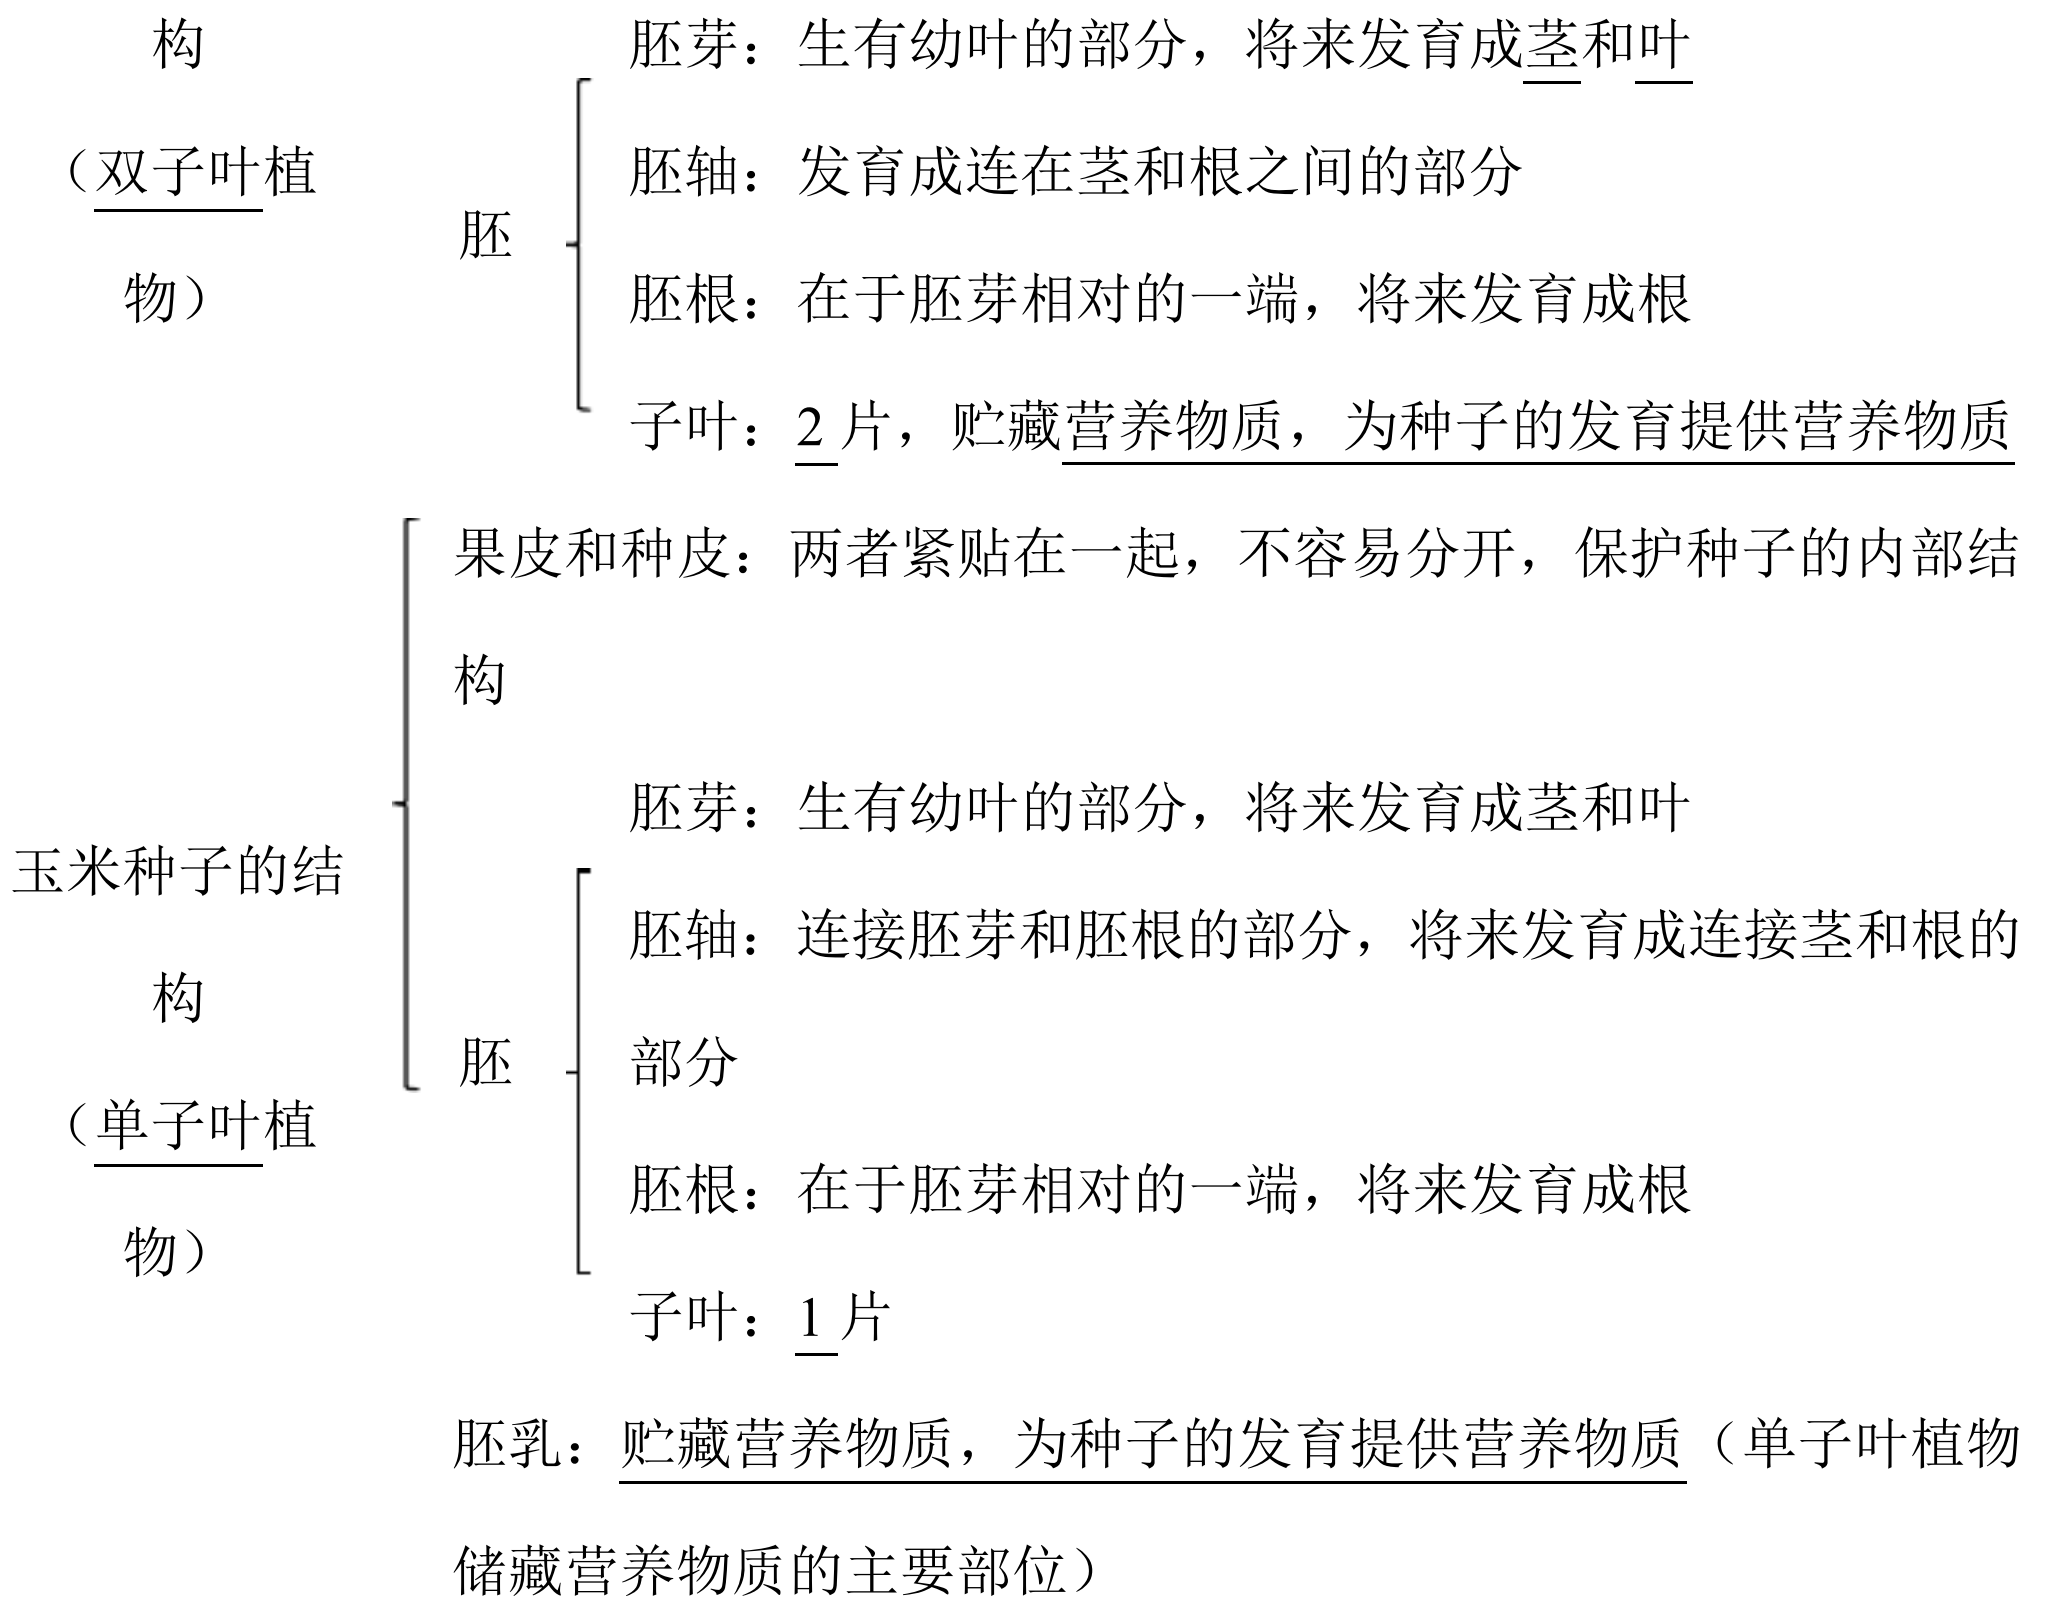 构
（双子叶植
物）
胚
胚芽：生有幼叶的部分，将来发育成茎和叶
胚轴：发育成连在茎和根之间的部分
胚根：在于胚芽相对的一端，将来发育成根
子叶：2 片，贮藏营养物质，为种子的发育提供营养物质
玉米种子的结
构
（单子叶植
物）
果皮和种皮：两者紧贴在一起，不容易分开，保护种子的内部结
构
胚
胚芽：生有幼叶的部分，将来发育成茎和叶
胚轴：连接胚芽和胚根的部分，将来发育成连接茎和根的
部分
胚根：在于胚芽相对的一端，将来发育成根
子叶：1 片
胚乳：贮藏营养物质，为种子的发育提供营养物质（单子叶植物
储藏营养物质的主要部位）